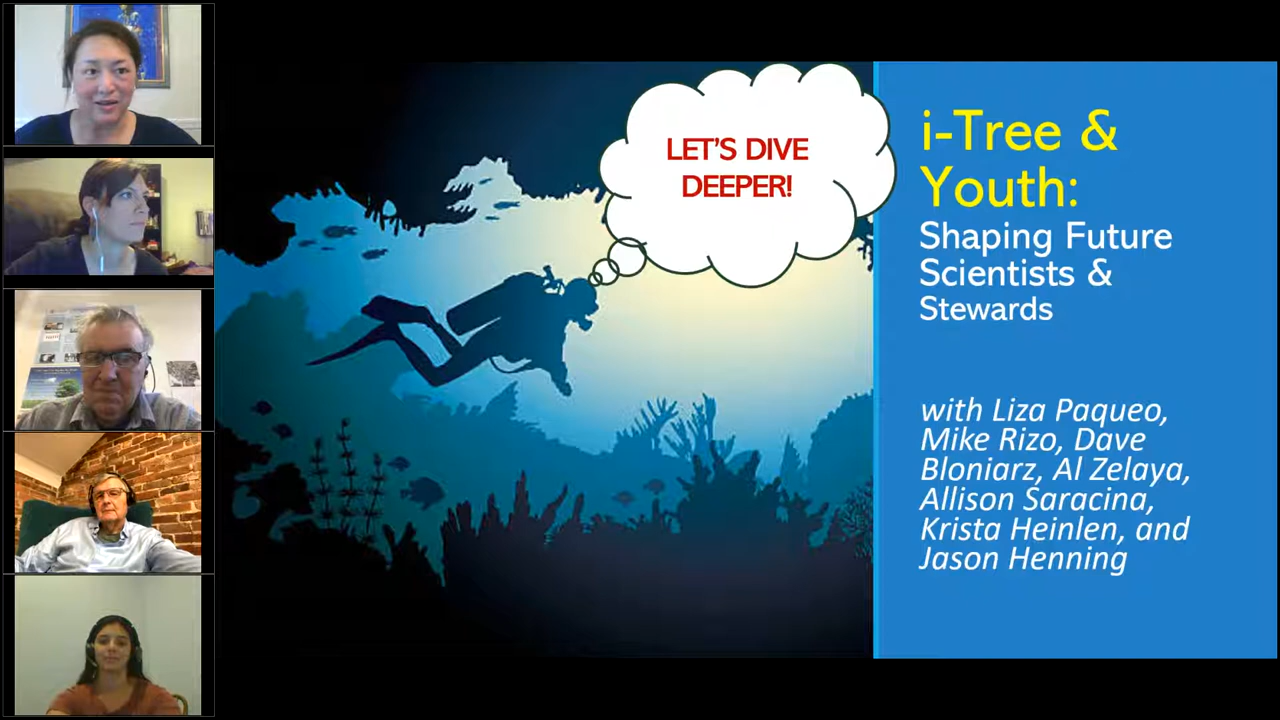 LET'S DIVE
DEEPER!
i-Tree &
Youth:
Shaping Future
Scientists &
Stewards
with Liza Paqueo,
Mike Rizo, Dave
Bloniarz, Al Zelaya,
Allison Saracina,
Krista Heinlen, and
Jason Henning